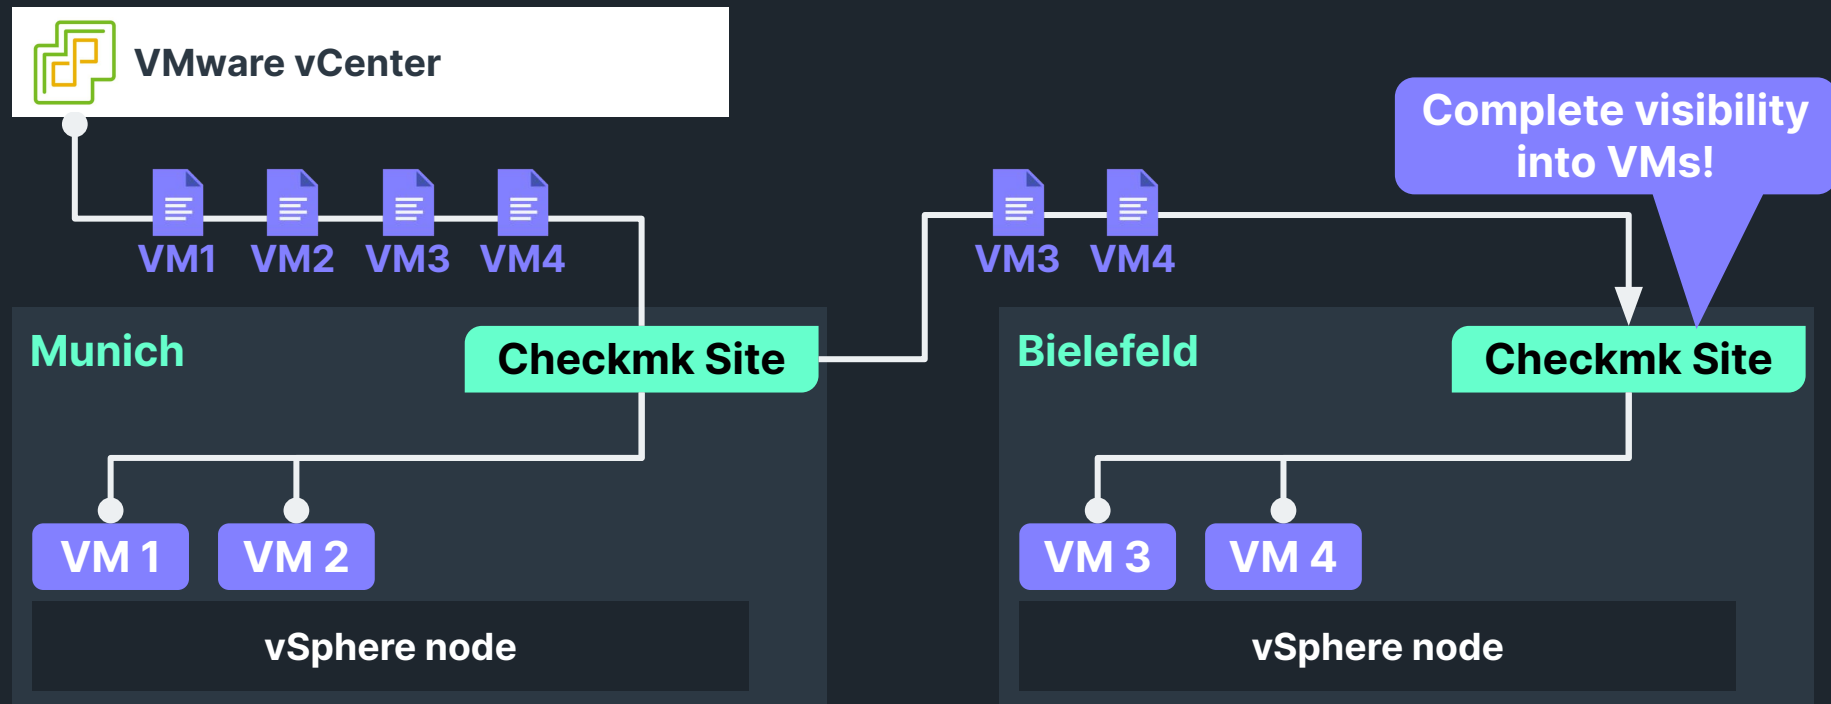 VMware vCenter
Complete visibility
into VMs!
VM1 VM2 VM3 VM4
VM3 VM4
Munich
Checkmk Site
Bielefeld
Checkmk Site
VM 1
VM 2
VM 3
VM 4
vSphere node
vSphere node